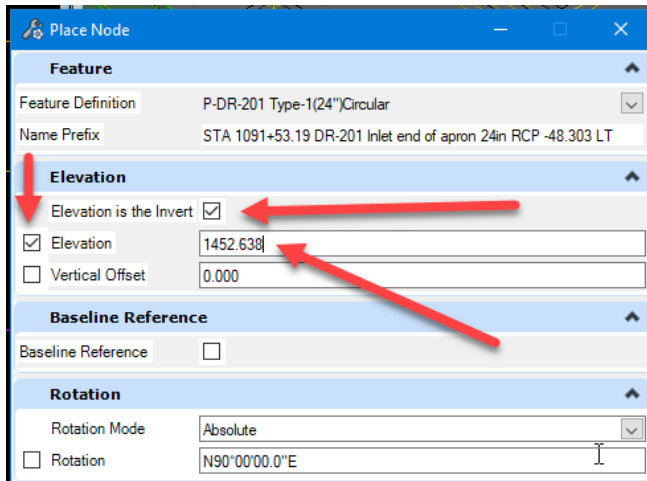 Place Node
Feature
Feature Definition P-DR-201 Type-1(24")Circular
Name Prefix STA 1091+53.19 DR-201 Inlet end of apron 24in RCP -48.303 LT
Elevation
Elevation is the Invert
Elevation 1452.638
Vertical Offset 0.000
Baseline Reference
Baseline Reference
Rotation
Rotation Mode Absolute
Rotation N90°00'00.0"E